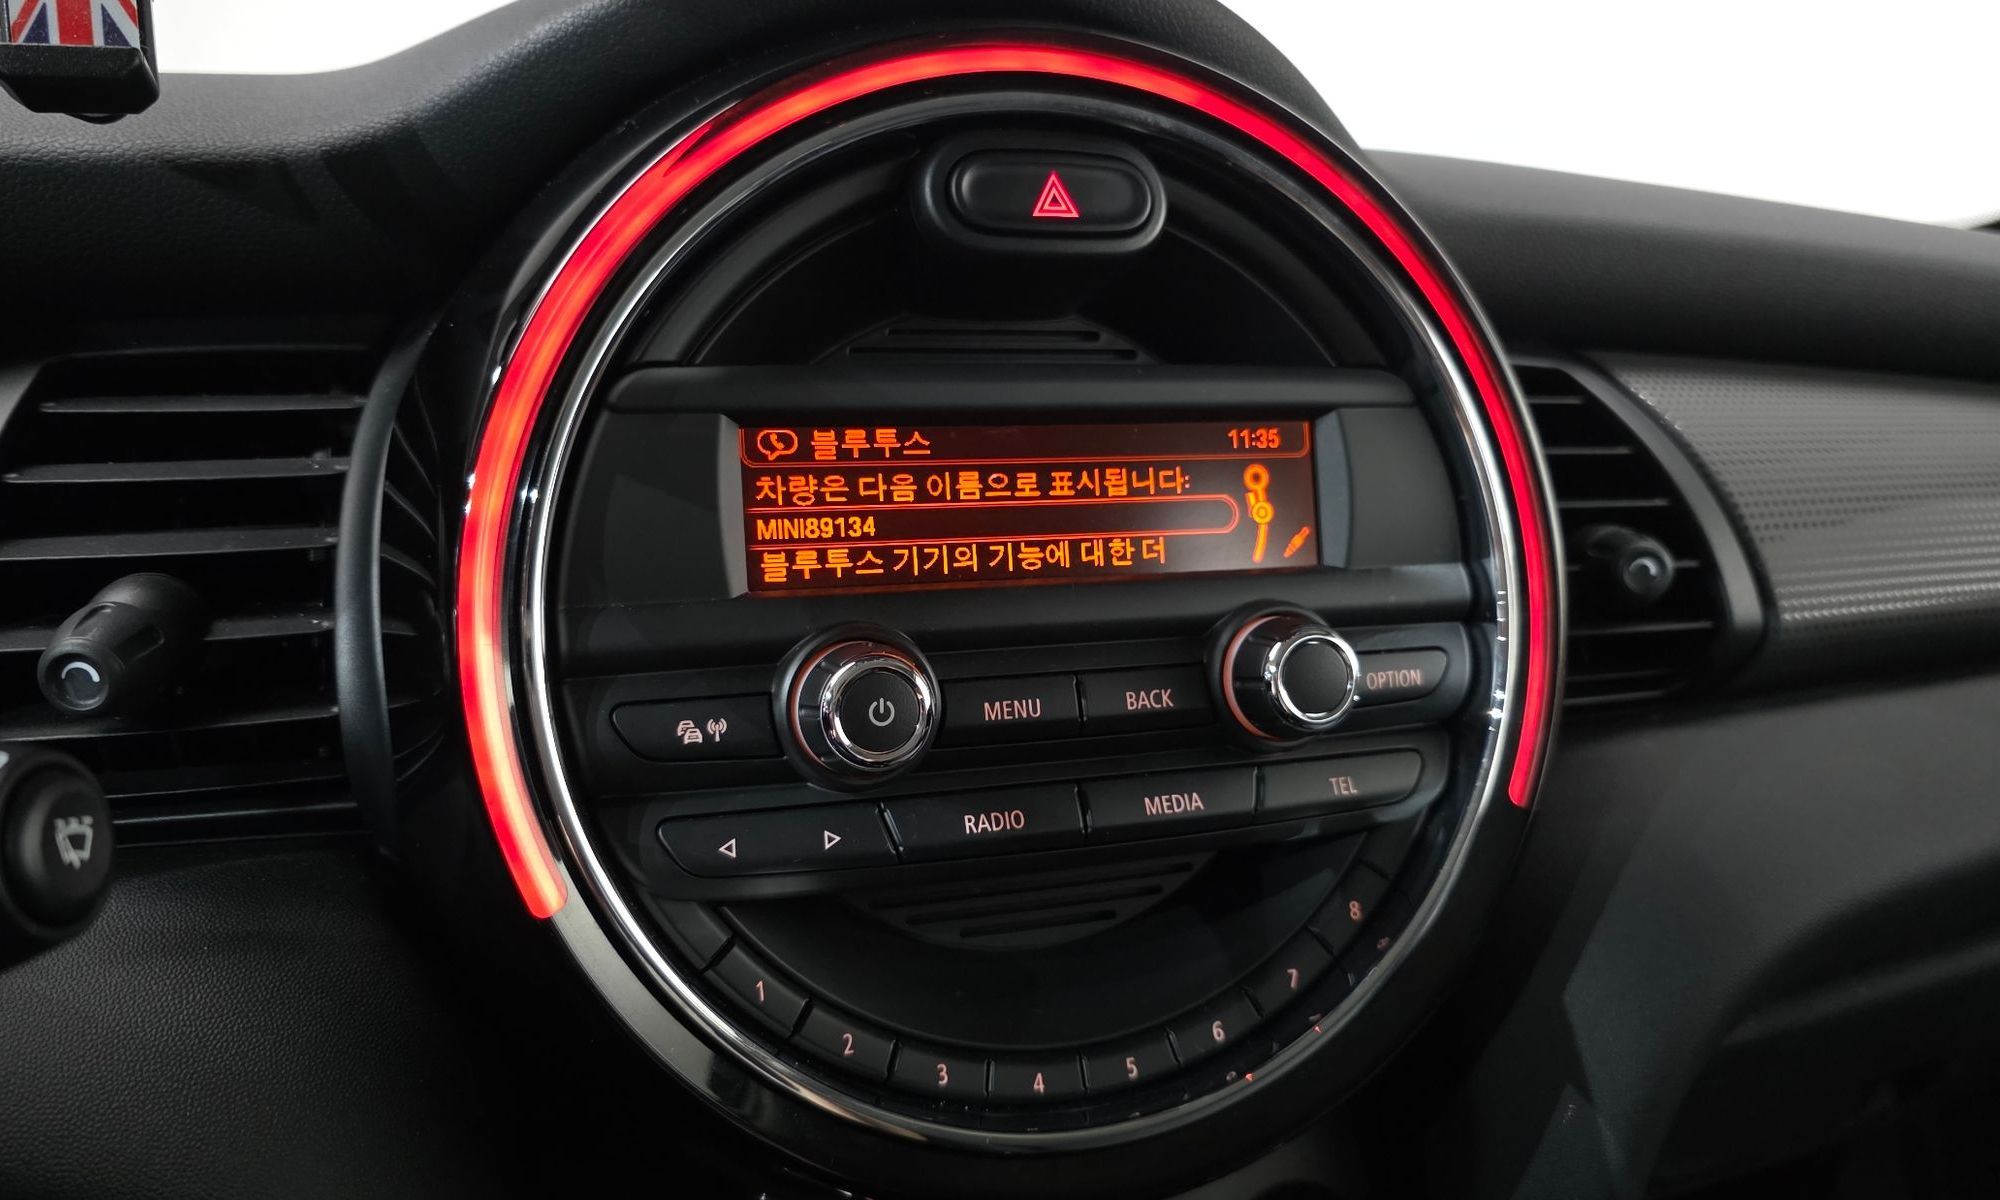 블루투스 11:35
차량은 다음 이름으로 표시됩니다:
MINI89134
블루투스 기기의 기능에 대한 더
MENU BACK OPTION
RADIO MEDIA TEL
1 2 3 4 5 6 7 8